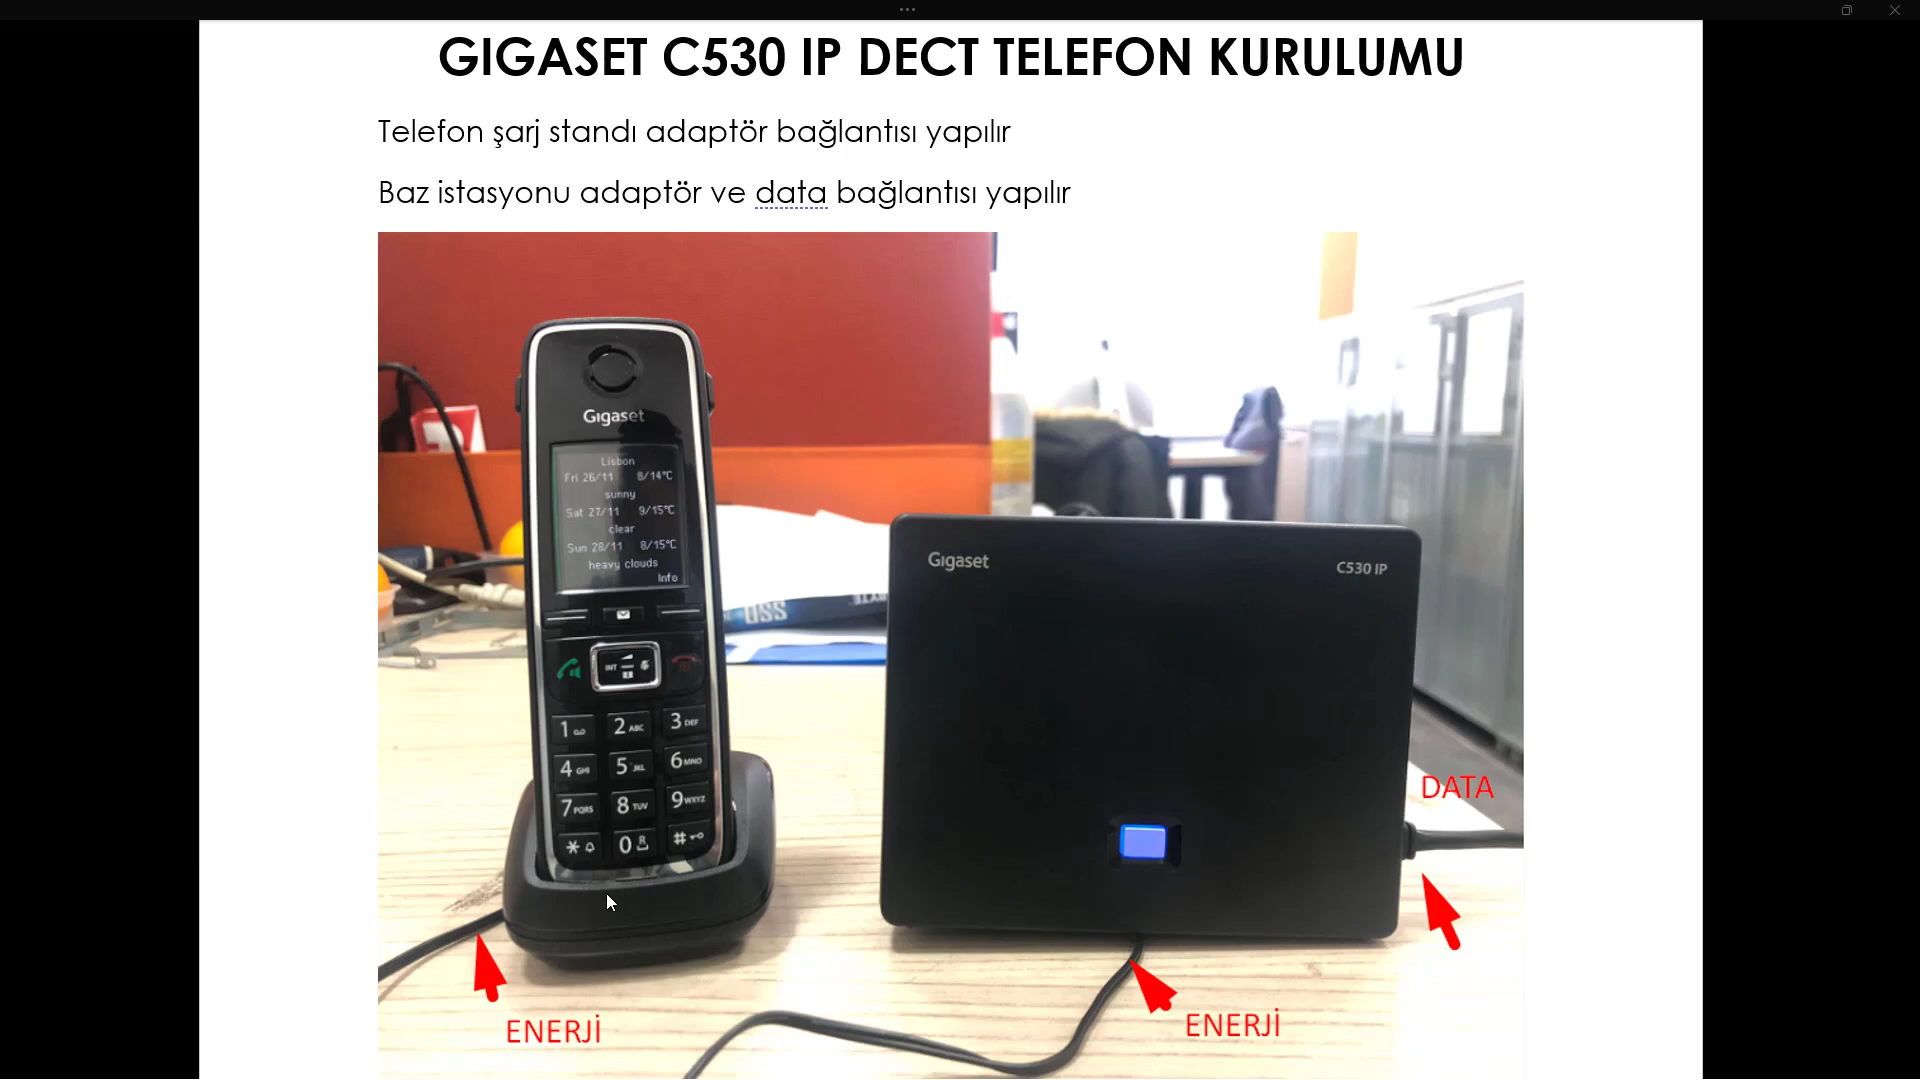 GIGASET C530 IP DECT TELEFON KURULUMU
Telefon şarj standı adaptör bağlantısı yapılır
Baz istasyonu adaptör ve data bağlantısı yapılır
Gigaset
Lisbon
Fri 26/11 8/14°C
sunny
Sat 27/11 9/15°C
clear
Sun 28/11 8/15°C
heavy clouds
Info
INT
1
2 ABC
3 DEF
4 GHI
5 JKL
6 MNO
7 PQRS
8 TUV
9 WXYZ
* 
0 R
#
SSD
Gigaset
C530 IP
DATA
ENERJİ
ENERJİ